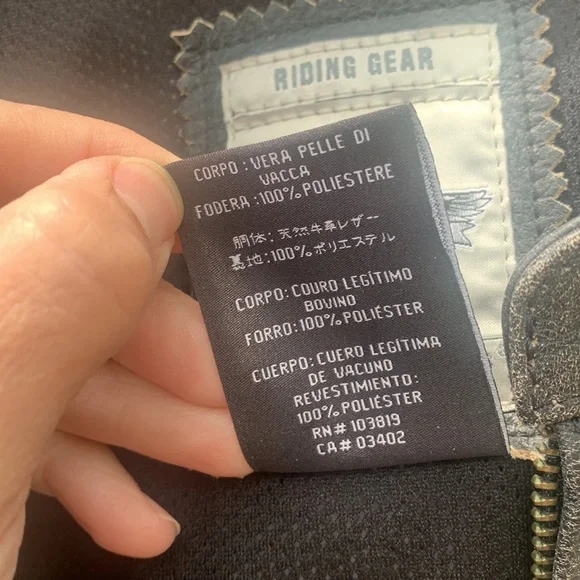 RIDING GEAR
CORPO: VERA PELLE DI
VACCA
FODERA:100% POLIESTERE
胴体: 天然牛革レザー
基地:100% ポリエステル
CORPO: COURO LEGÍTIMO
BOVINO
FORRO:100% POLIÉSTER
CUERPO: CUERO LEGÍTIMA
DE VACUNO
REVESTIMIENTO:
100% POLIÉSTER
RN# 103819
CA# 03402